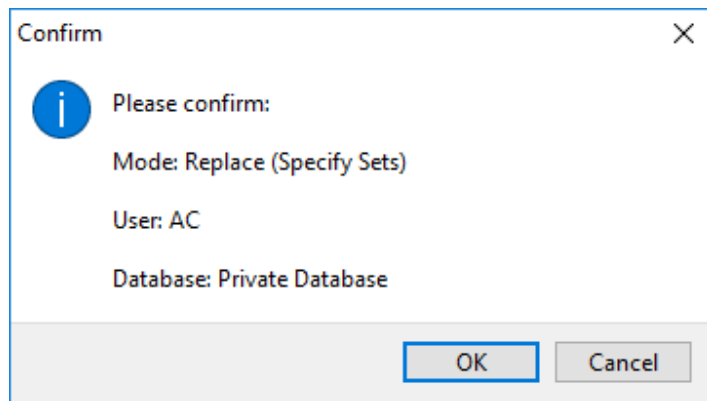 Confirm
Please confirm:
Mode: Replace (Specify Sets)
User: AC
Database: Private Database
OK Cancel